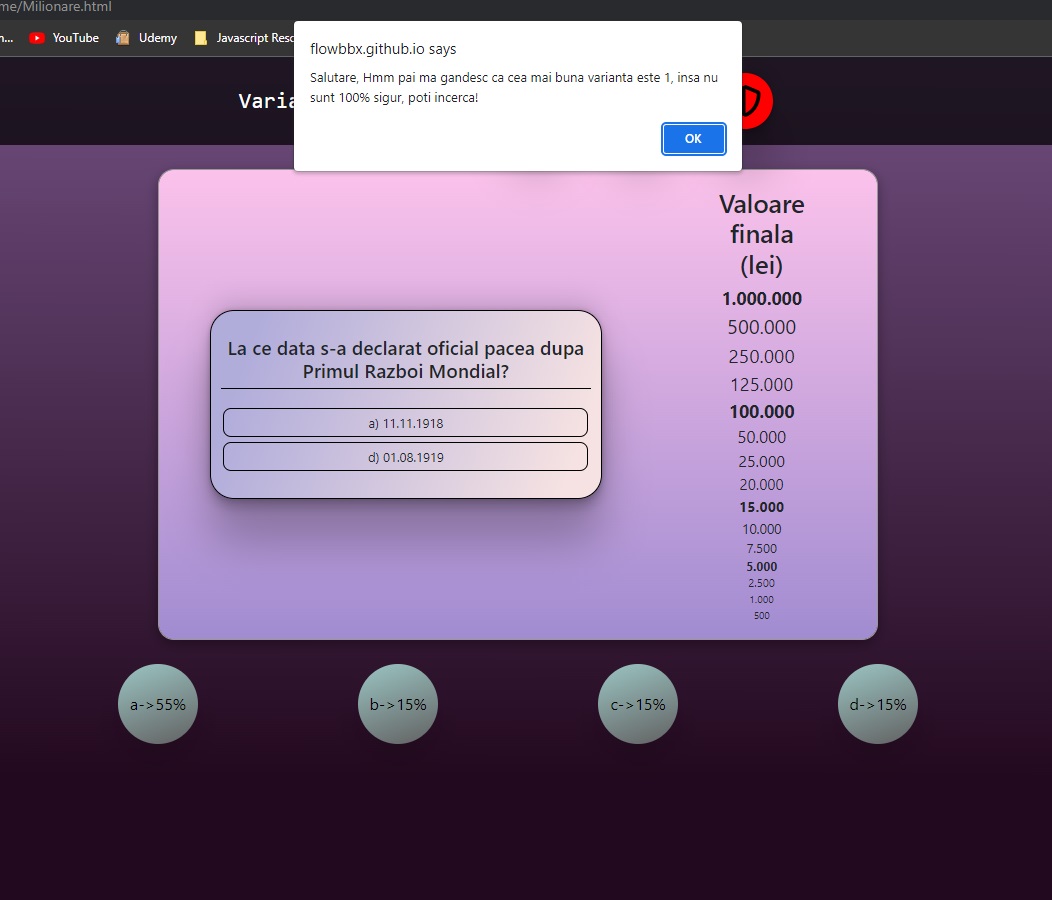 me/Milionare.html
YouTube
Udemy
flowbbx.github.io says
Salutare, Hmm pai ma gandesc ca cea mai buna varianta este 1, insa nu
sunt 100% sigur, poti incerca!
OK
Valoare
finala
(lei)
1.000.000
500.000
250.000
125.000
100.000
50.000
25.000
20.000
15.000
10.000
7.500
5.000
2.500
1.000
500
La ce data s-a declarat oficial pacea dupa
Primul Razboi Mondial?
a) 11.11.1918
d) 01.08.1919
a->55%
b->15%
c->15%
d->15%